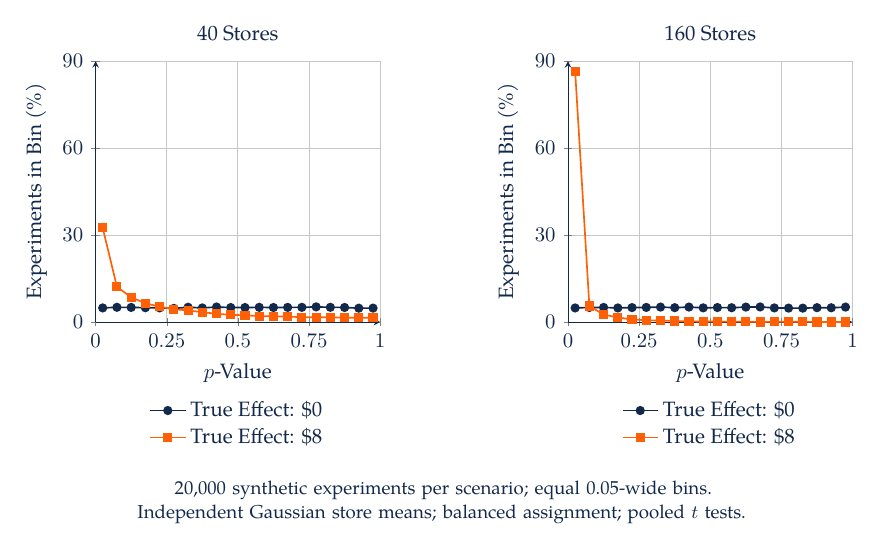 40 Stores
90
60
30
0
Experiments in Bin (%)
0 0.25 0.5 0.75 1
p-Value
True Effect: $0
True Effect: $8
160 Stores
90
60
30
0
Experiments in Bin (%)
0 0.25 0.5 0.75 1
p-Value
True Effect: $0
True Effect: $8
20,000 synthetic experiments per scenario; equal 0.05-wide bins.
Independent Gaussian store means; balanced assignment; pooled t tests.